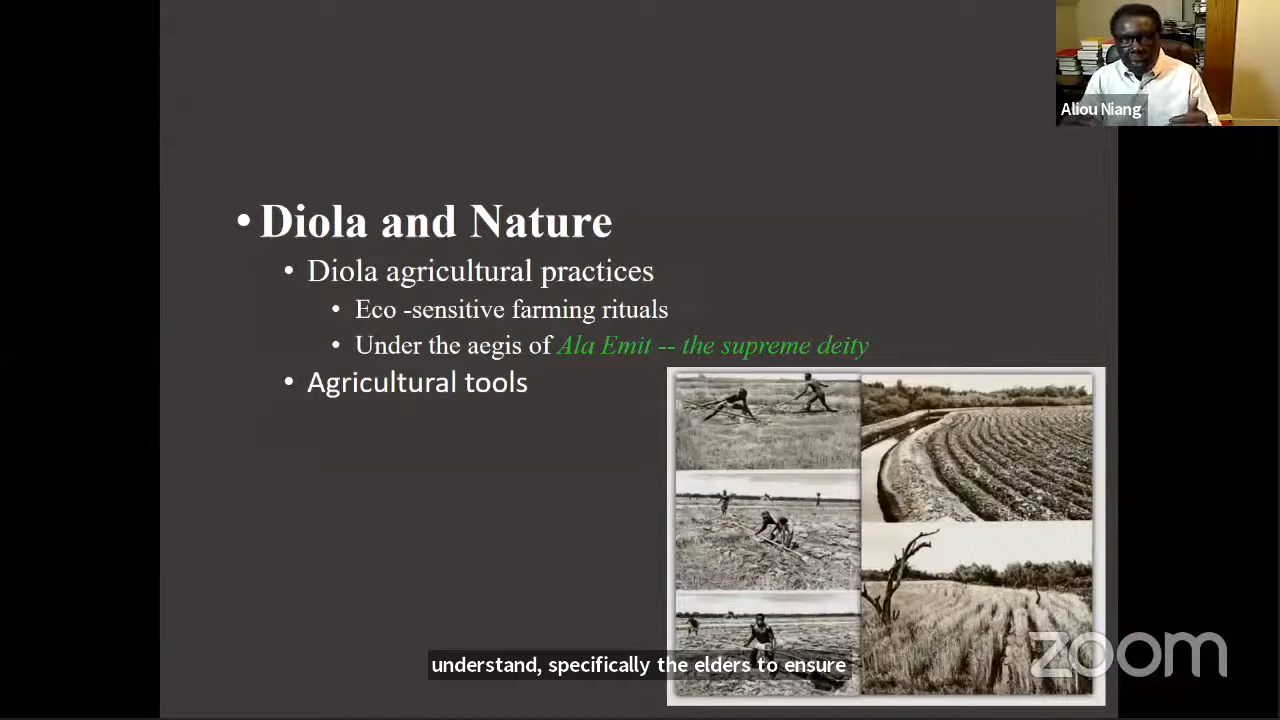 Aliou Niang
• Diola and Nature
• Diola agricultural practices
• Eco -sensitive farming rituals
• Under the aegis of Ala Emit -- the supreme deity
• Agricultural tools
understand, specifically the elders to ensure
zoom